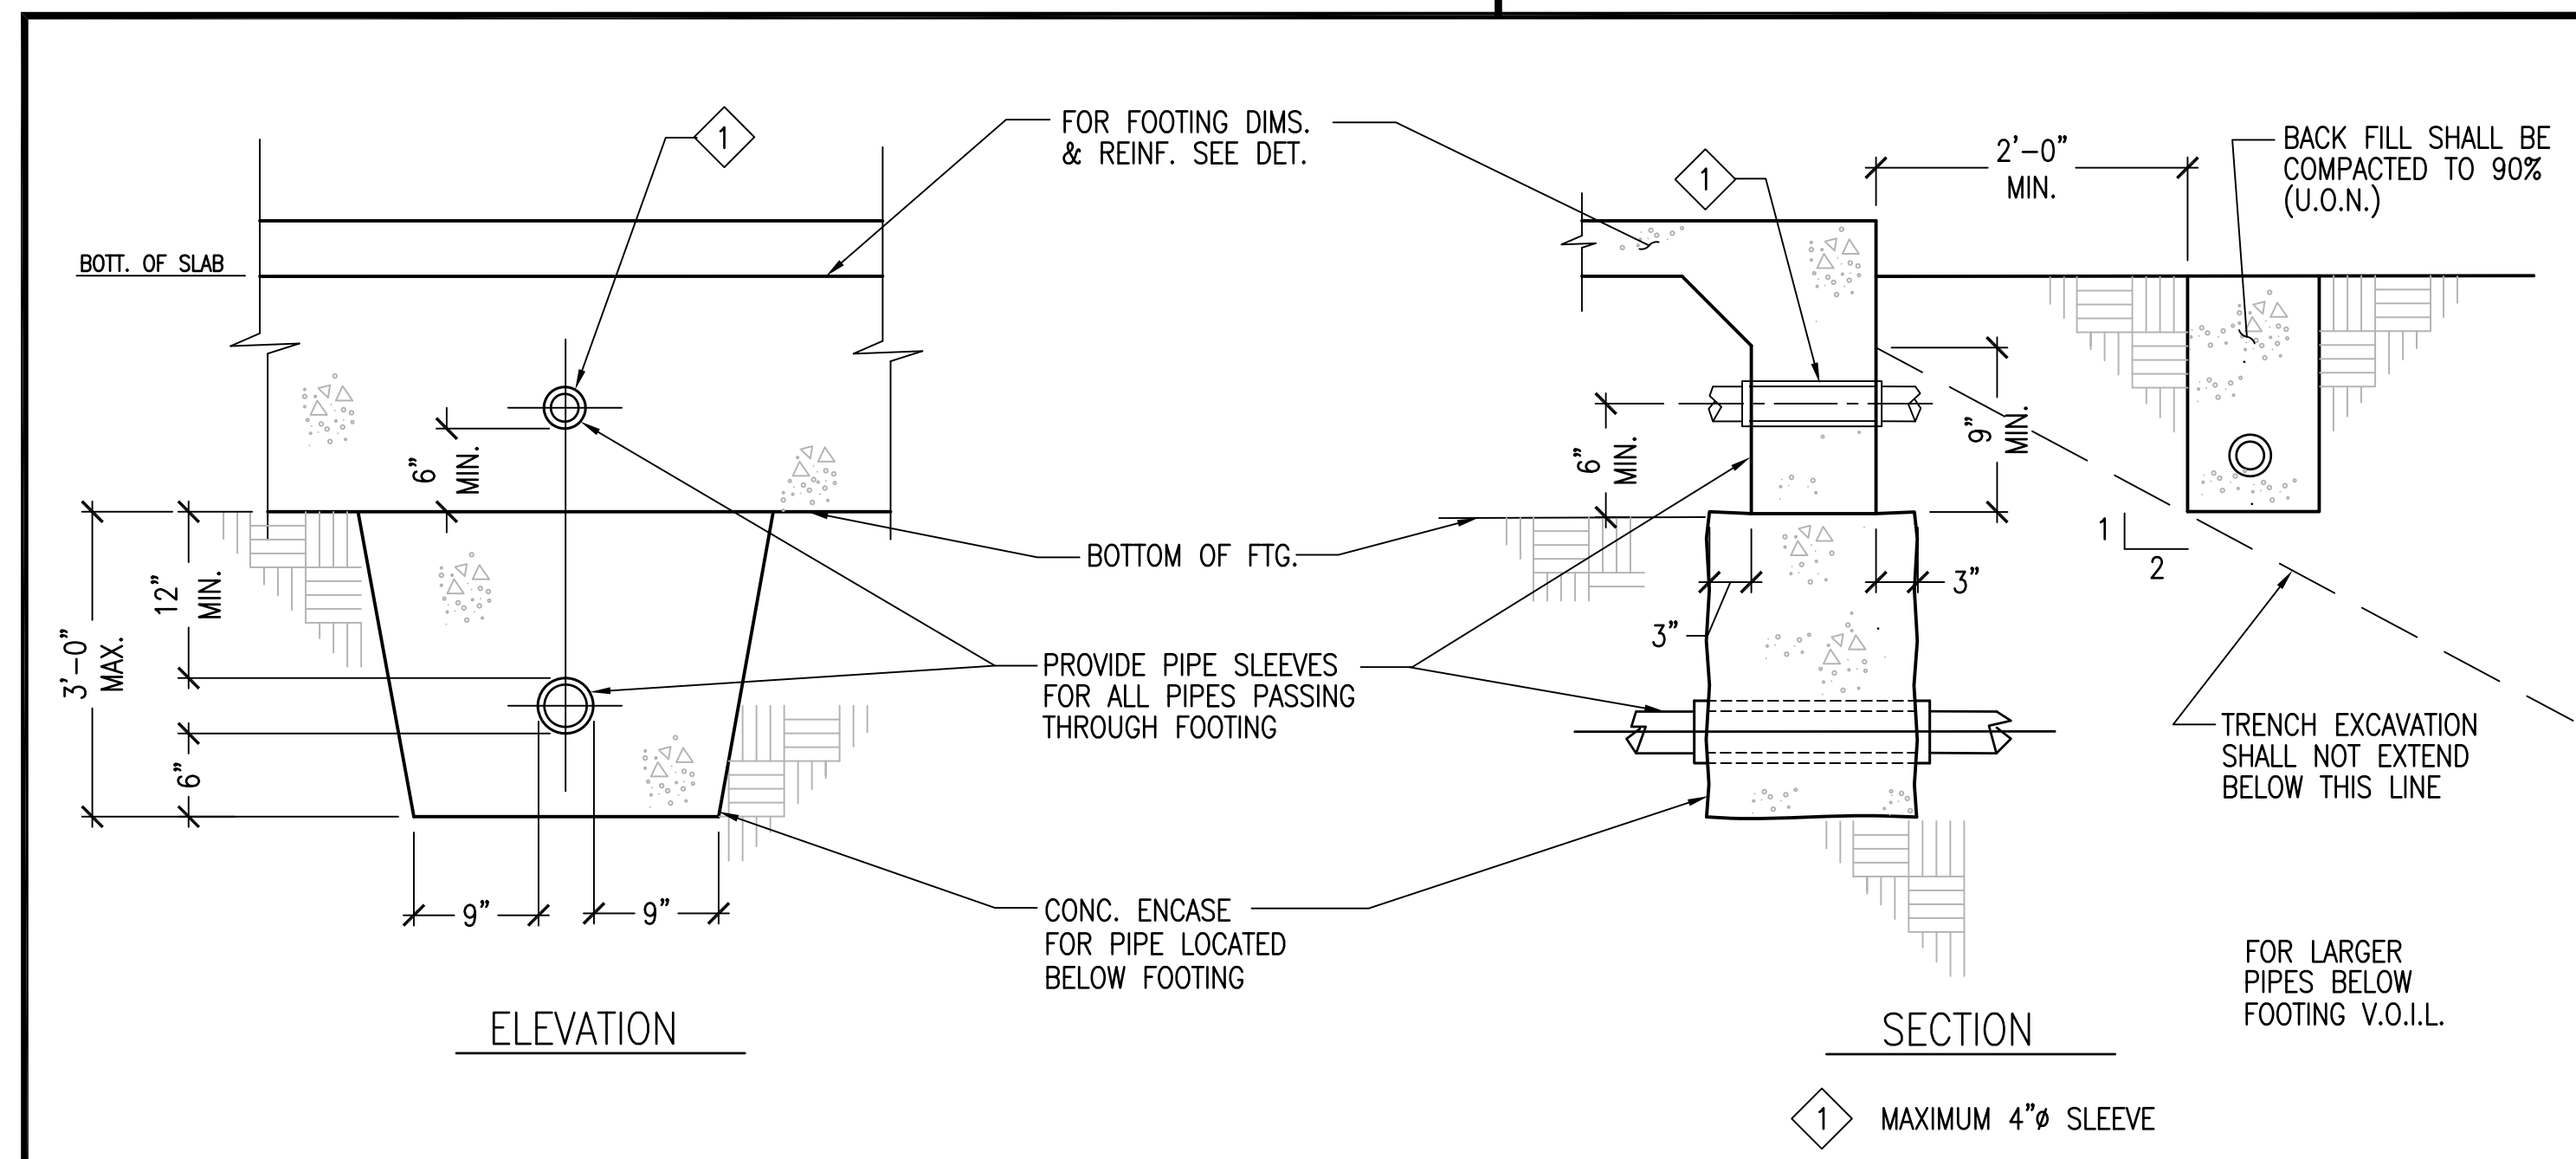 1
FOR FOOTING DIMS.
& REINF. SEE DET.
1
2'-0"
MIN.
BACK FILL SHALL BE
COMPACTED TO 90%
(U.O.N.)
BOTT. OF SLAB
6"
MIN.
6"
MIN.
9"
MIN.
3'-0"
MAX.
12"
MIN.
6"
BOTTOM OF FTG.
1
2
3"
3"
PROVIDE PIPE SLEEVES
FOR ALL PIPES PASSING
THROUGH FOOTING
TRENCH EXCAVATION
SHALL NOT EXTEND
BELOW THIS LINE
9"
9"
CONC. ENCASE
FOR PIPE LOCATED
BELOW FOOTING
FOR LARGER
PIPES BELOW
FOOTING V.O.I.L.
ELEVATION
SECTION
1 MAXIMUM 4"ø SLEEVE